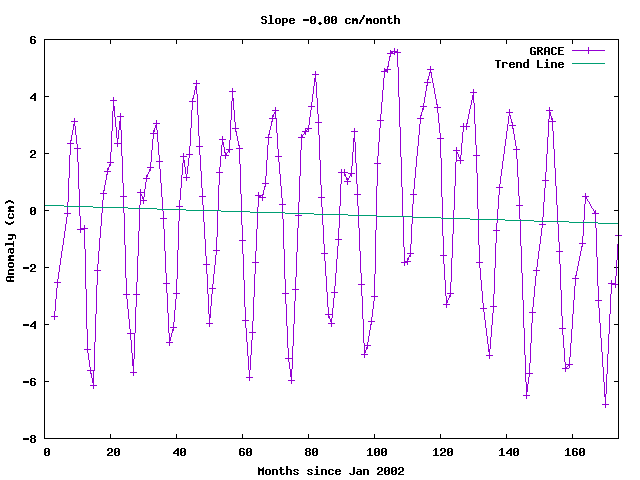 Slope -0.00 cm/month
6
4
2
0
-2
-4
-6
-8
Anomaly (cm)
GRACE
Trend Line
0 20 40 60 80 100 120 140 160
Months since Jan 2002